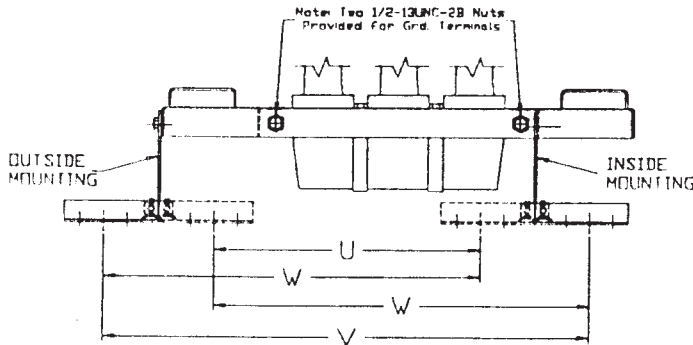 Note: Two 1/2-13UNC-2B Nuts
Provided for Grd. Terminals
OUTSIDE
MOUNTING
INSIDE
MOUNTING
U
W
W
V